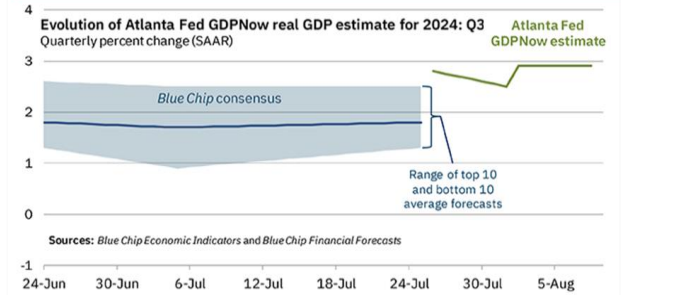 4
Evolution of Atlanta Fed GDPNow real GDP estimate for 2024: Q3
Quarterly percent change (SAAR)
Atlanta Fed
GDPNow estimate
3
Blue Chip consensus
2
1
Range of top 10
and bottom 10
average forecasts
0
Sources: Blue Chip Economic Indicators and Blue Chip Financial Forecasts
-1
24-Jun 30-Jun 6-Jul 12-Jul 18-Jul 24-Jul 30-Jul 5-Aug